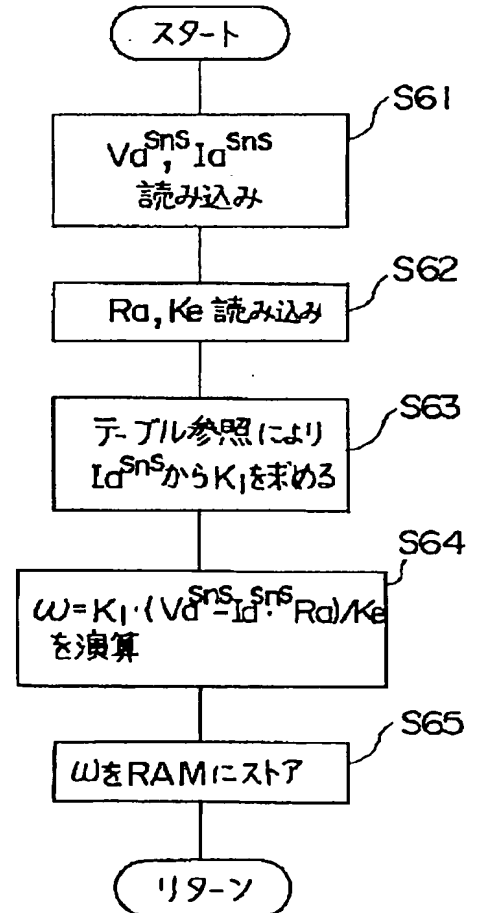 スタート
S61
Va^sns, Ia^sns
読み込み
S62
Ra, Ke 読み込み
S63
テーブル参照により
Ia^snsからK₁を求める
S64
ω=K₁·(Va^sns-Ia^sns·Ra)/Ke
を演算
S65
ωをRAMにストア
リターン